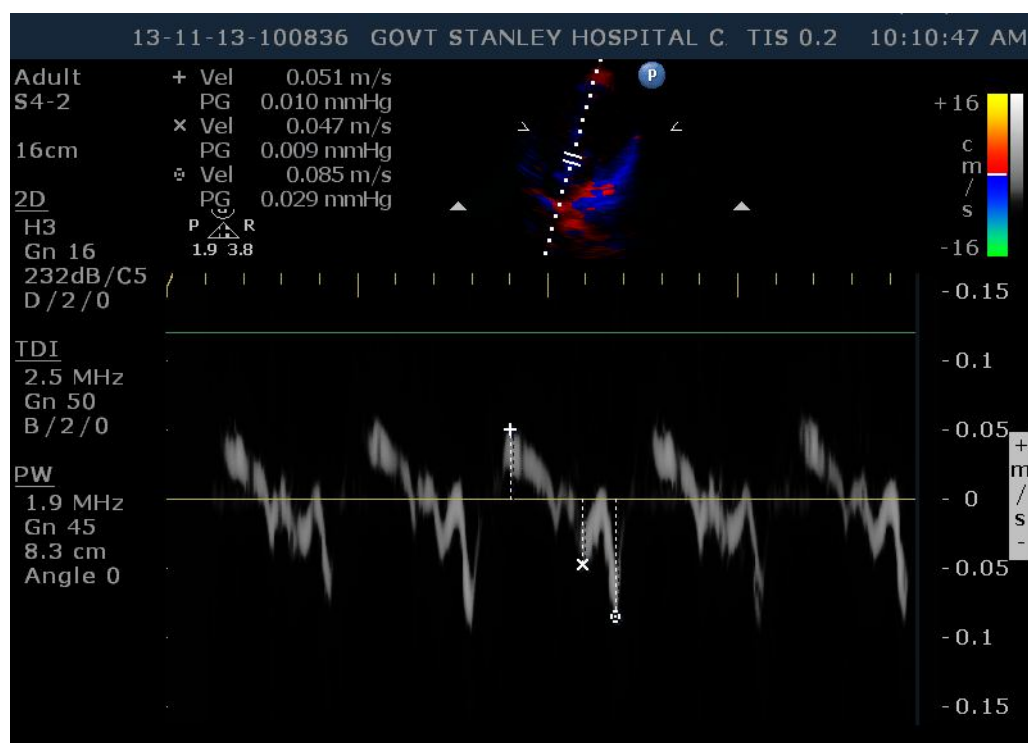 13-11-13-100836 GOVT STANLEY HOSPITAL C TIS 0.2 10:10:47 AM
Adult
S4-2
16cm
2D
H3
Gn 16
232dB/C5
D/2/0
TDI
2.5 MHz
Gn 50
B/2/0
PW
1.9 MHz
Gn 45
8.3 cm
Angle 0
+ Vel 0.051 m/s
PG 0.010 mmHg
× Vel 0.047 m/s
PG 0.009 mmHg
Vel 0.085 m/s
PG 0.029 mmHg
P R
1.9 3.8
P
+16
cm/s
-16
- 0.15
- 0.1
- 0.05
- 0
- 0.05
- 0.1
- 0.15
+
m/s
-